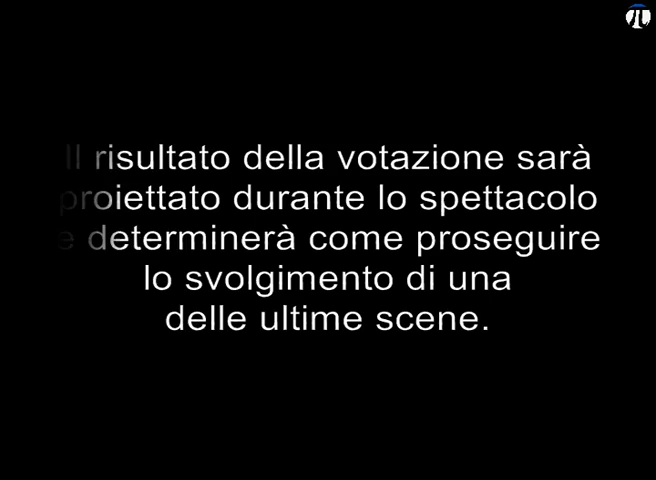 Il risultato della votazione sarà
proiettato durante lo spettacolo
e determinerà come proseguire
lo svolgimento di una
delle ultime scene.